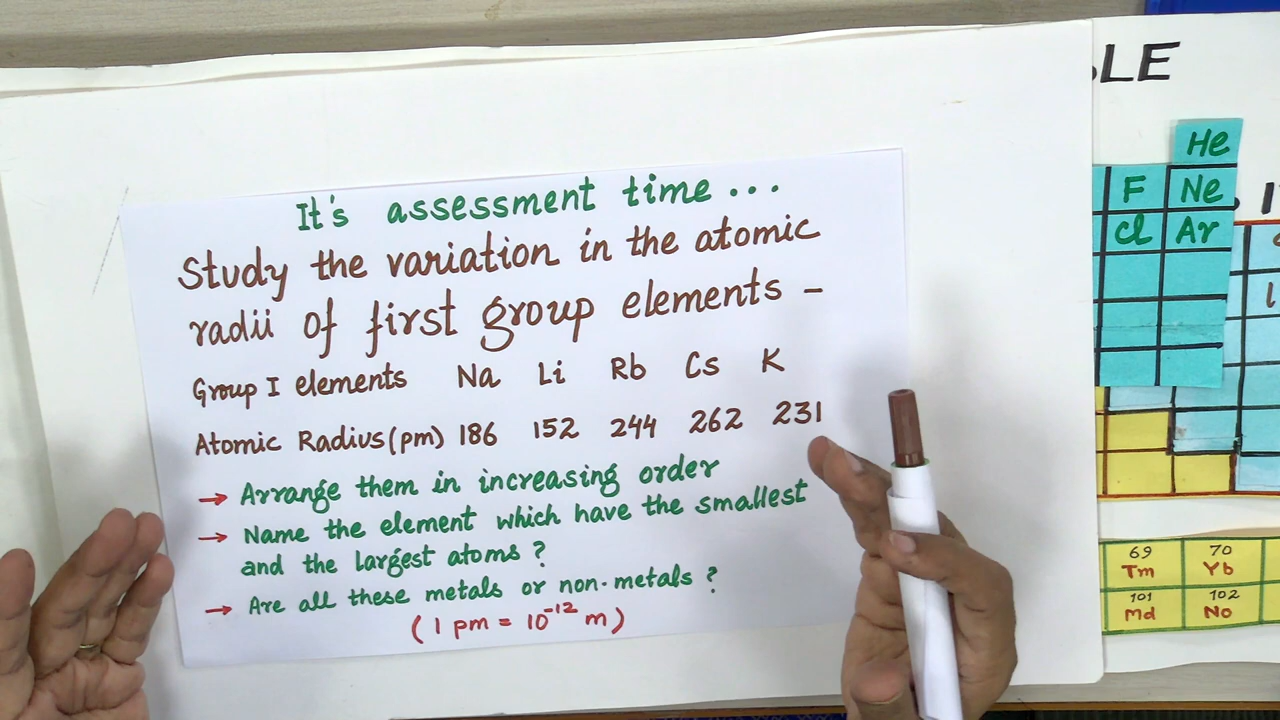 It's assessment time ...
Study the variation in the atomic
radii of first group elements -
Group I elements Na Li Rb Cs K
Atomic Radius (pm) 186 152 244 262 231
→ Arrange them in increasing order
→ Name the element which have the smallest
and the largest atoms ?
→ Are all these metals or non-metals ?
(1 pm = 10⁻¹² m)
BLE
He
F Ne
Cl Ar
69 70
Tm Yb
101 102
Md No